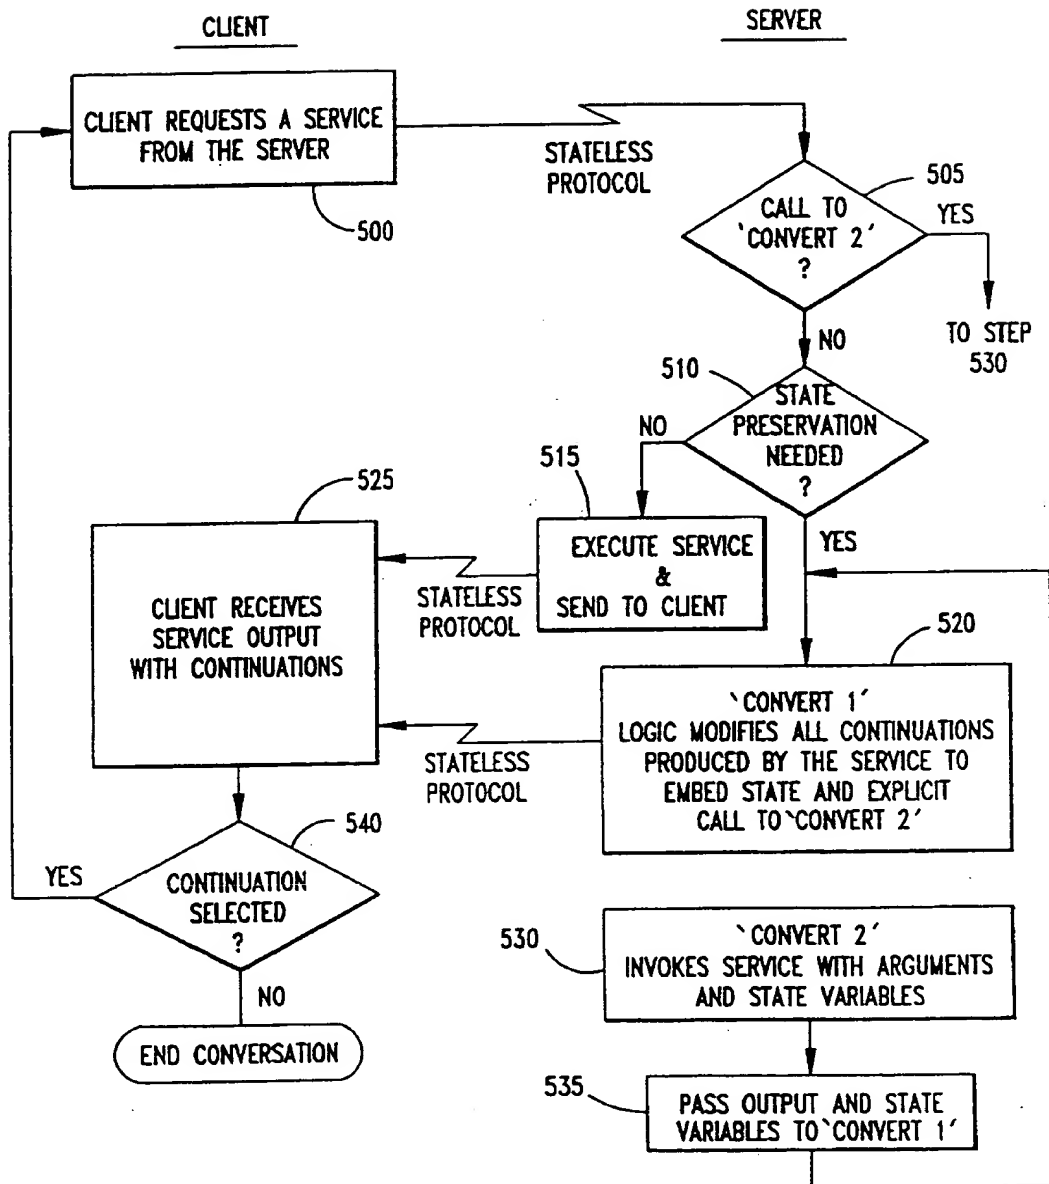 CLIENT
SERVER
CLIENT REQUESTS A SERVICE
FROM THE SERVER
500
STATELESS
PROTOCOL
505
CALL TO
`CONVERT 2´
?
YES
TO STEP
530
NO
510
STATE
PRESERVATION
NEEDED
?
NO
YES
515
EXECUTE SERVICE
&
SEND TO CLIENT
STATELESS
PROTOCOL
525
CLIENT RECEIVES
SERVICE OUTPUT
WITH CONTINUATIONS
520
`CONVERT 1´
LOGIC MODIFIES ALL CONTINUATIONS
PRODUCED BY THE SERVICE TO
EMBED STATE AND EXPLICIT
CALL TO `CONVERT 2´
STATELESS
PROTOCOL
540
CONTINUATION
SELECTED
?
YES
NO
END CONVERSATION
530
`CONVERT 2´
INVOKES SERVICE WITH ARGUMENTS
AND STATE VARIABLES
535
PASS OUTPUT AND STATE
VARIABLES TO `CONVERT 1´